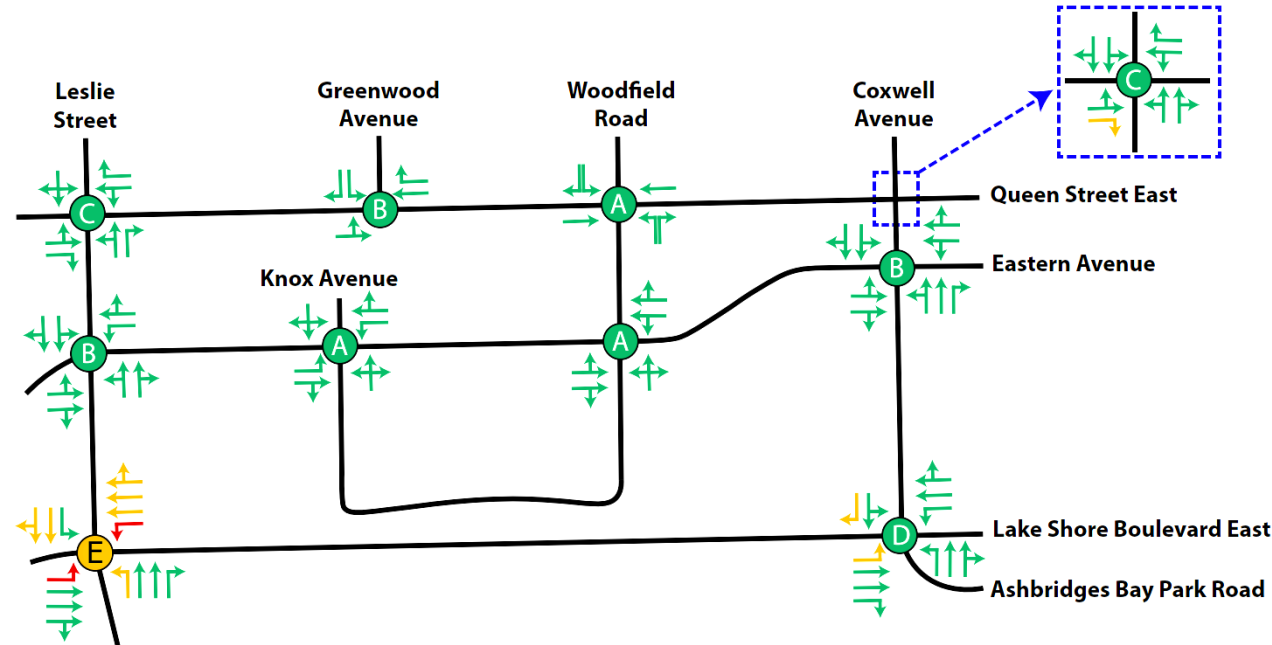 Leslie
Street
Greenwood
Avenue
Woodfield
Road
Coxwell
Avenue
C
Queen Street East
C
B
A
Eastern Avenue
B
Knox Avenue
B
A
A
Lake Shore Boulevard East
E
D
Ashbridges Bay Park Road